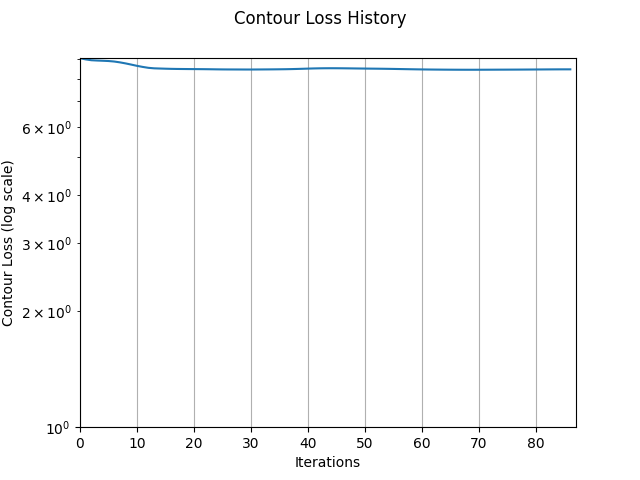 Contour Loss History
Contour Loss (log scale)
6 × 10⁰
4 × 10⁰
3 × 10⁰
2 × 10⁰
10⁰
0 10 20 30 40 50 60 70 80
Iterations